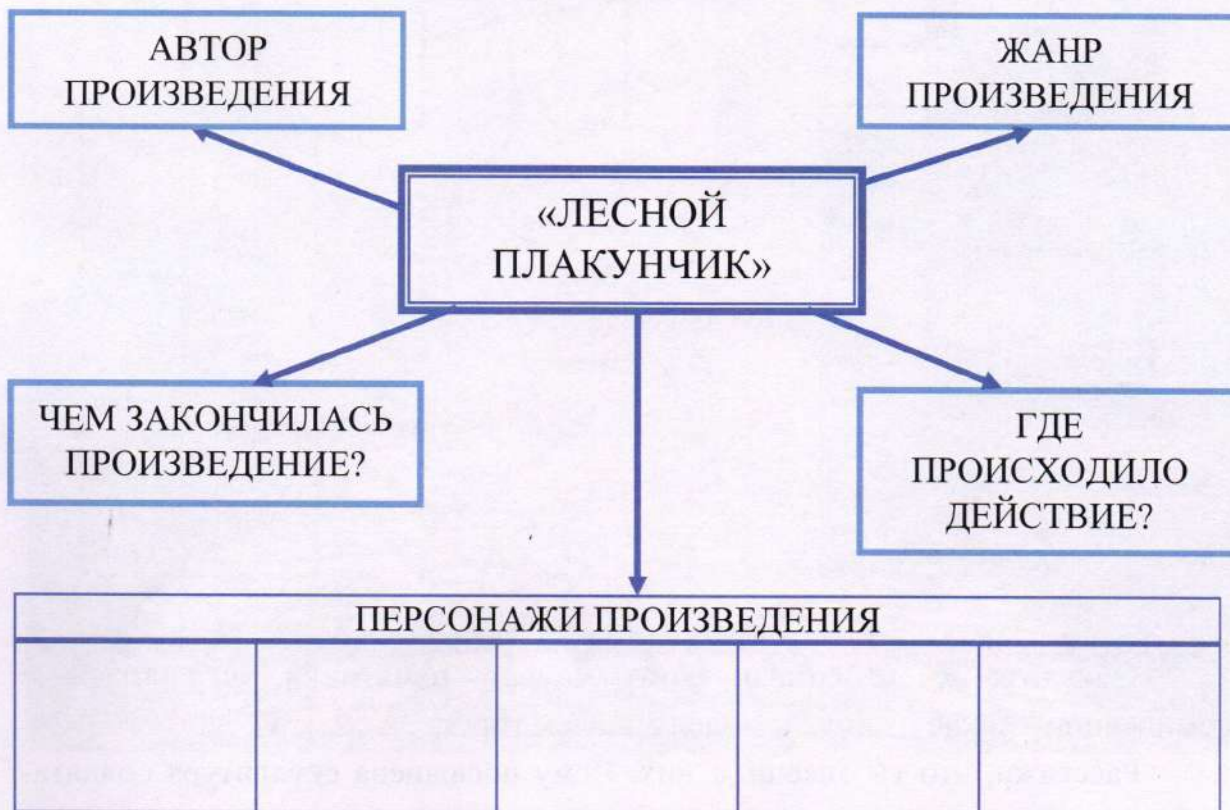 АВТОР
ПРОИЗВЕДЕНИЯ
ЖАНР
ПРОИЗВЕДЕНИЯ
«ЛЕСНОЙ
ПЛАКУНЧИК»
ЧЕМ ЗАКОНЧИЛАСЬ
ПРОИЗВЕДЕНИЕ?
ГДЕ
ПРОИСХОДИЛО
ДЕЙСТВИЕ?
ПЕРСОНАЖИ ПРОИЗВЕДЕНИЯ